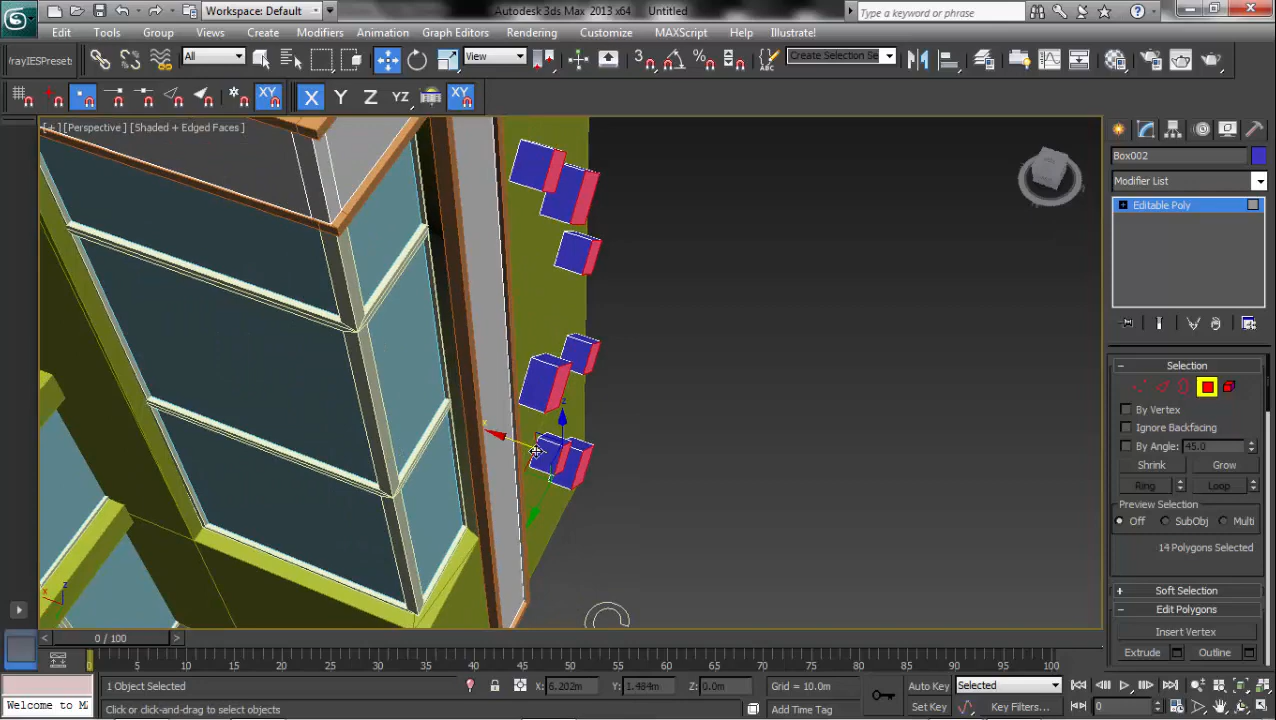 Workspace: Default
Autodesk 3ds Max 2013 x64 Untitled
Type a keyword or phrase
Edit Tools Group Views Create Modifiers Animation Graph Editors Rendering Customize MAXScript Help Illustrate!
rayIESPreset All View 3 % Create Selection Se
X Y Z YZ XY
[+] [Perspective] [Shaded + Edged Faces]
Box002
Modifier List
Editable Poly
Selection
By Vertex
Ignore Backfacing
By Angle: 45.0
Shrink Grow
Ring Loop
Preview Selection
Off SubObj Multi
14 Polygons Selected
Soft Selection
Edit Polygons
Insert Vertex
Extrude Outline
x z
z
x
0 / 100
0 5 10 15 20 25 30 35 40 45 50 55 60 65 70 75 80 85 90 95 100
1 Object Selected X: 6.202m Y: 1.484m Z: 0.0m Grid = 10.0m Auto Key Selected
Welcome to M Click or click-and-drag to select objects Add Time Tag Set Key Key Filters... 0